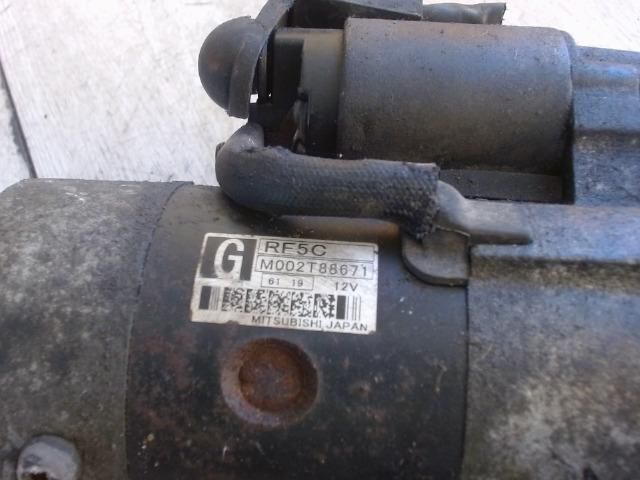 G
RF5C
M002T88671
61 19 12V
MITSUBISHI, JAPAN